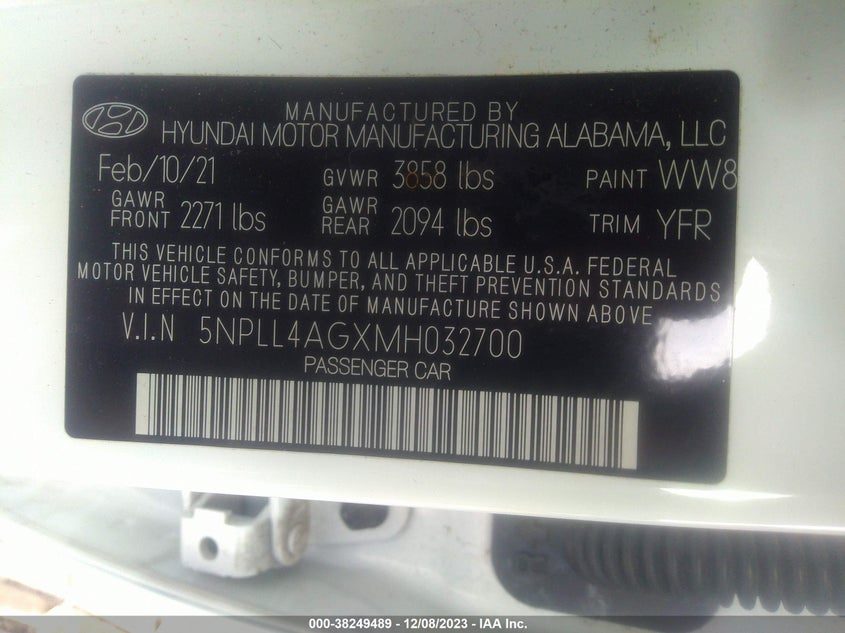 MANUFACTURED BY
HYUNDAI MOTOR MANUFACTURING ALABAMA, LLC
Feb/10/21 GVWR 3858 lbs PAINT WW8
GAWR FRONT 2271 lbs GAWR REAR 2094 lbs TRIM YFR
THIS VEHICLE CONFORMS TO ALL APPLICABLE U.S.A. FEDERAL
MOTOR VEHICLE SAFETY, BUMPER, AND THEFT PREVENTION STANDARDS
IN EFFECT ON THE DATE OF MANUFACTURE SHOWN ABOVE
V.I.N 5NPLL4AGXMH032700
PASSENGER CAR
000-38249489 - 12/08/2023 - IAA Inc.